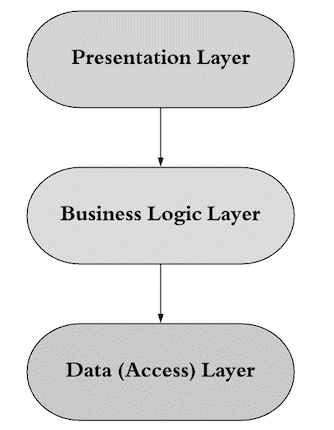 Presentation Layer
Business Logic Layer
Data (Access) Layer